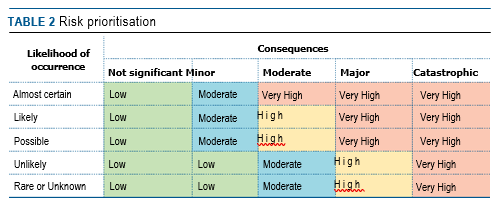 TABLE 2 Risk prioritisation
Likelihood of occurrence Consequences
Not significant Minor Moderate Major Catastrophic
Almost certain Low Moderate Very High Very High Very High
Likely Low Moderate High Very High Very High
Possible Low Moderate High Very High Very High
Unlikely Low Low Moderate High Very High
Rare or Unknown Low Low Moderate High Very High